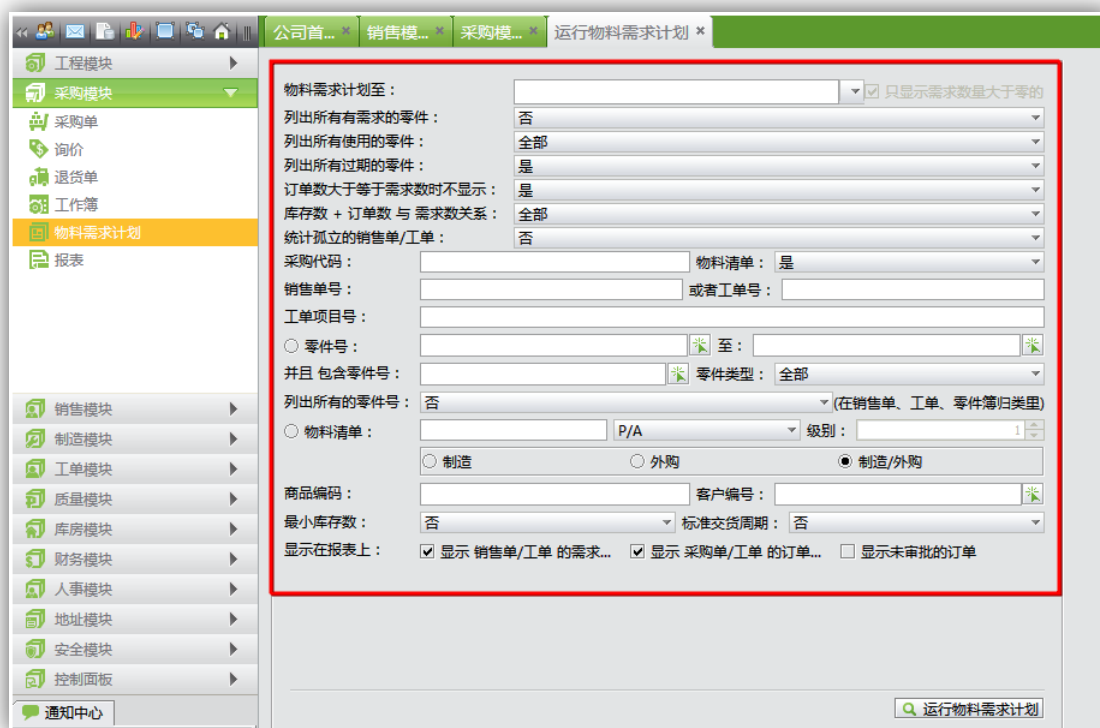 公司首... × 销售模... × 采购模... × 运行物料需求计划 ×
工程模块
采购模块
采购单
询价
退货单
工作簿
物料需求计划
报表
销售模块
制造模块
工单模块
质量模块
库房模块
财务模块
人事模块
地址模块
安全模块
控制面板
通知中心
物料需求计划至： 只显示需求数量大于零的
列出所有有需求的零件： 否
列出所有使用的零件： 全部
列出所有过期的零件： 是
订单数大于等于需求数时不显示： 是
库存数 + 订单数 与 需求数关系： 全部
统计孤立的销售单/工单： 否
采购代码： 物料清单： 是
销售单号： 或者工单号：
工单项目号：
零件号： 至：
并且 包含零件号： 零件类型： 全部
列出所有的零件号： 否 (在销售单、工单、零件簿归类里)
物料清单： P/A 级别： 1
制造 外购 制造/外购
商品编码： 客户编号：
最小库存数： 否 标准交货周期： 否
显示在报表上： 显示 销售单/工单 的需求... 显示 采购单/工单 的订单... 显示未审批的订单
运行物料需求计划